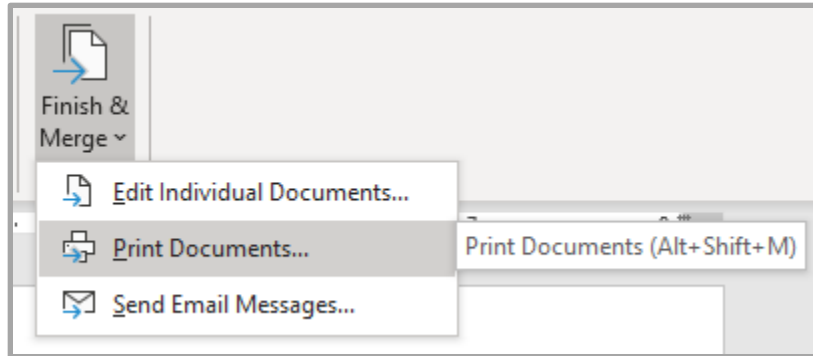 Finish &
Merge
Edit Individual Documents...
Print Documents...
Print Documents (Alt+Shift+M)
Send Email Messages...